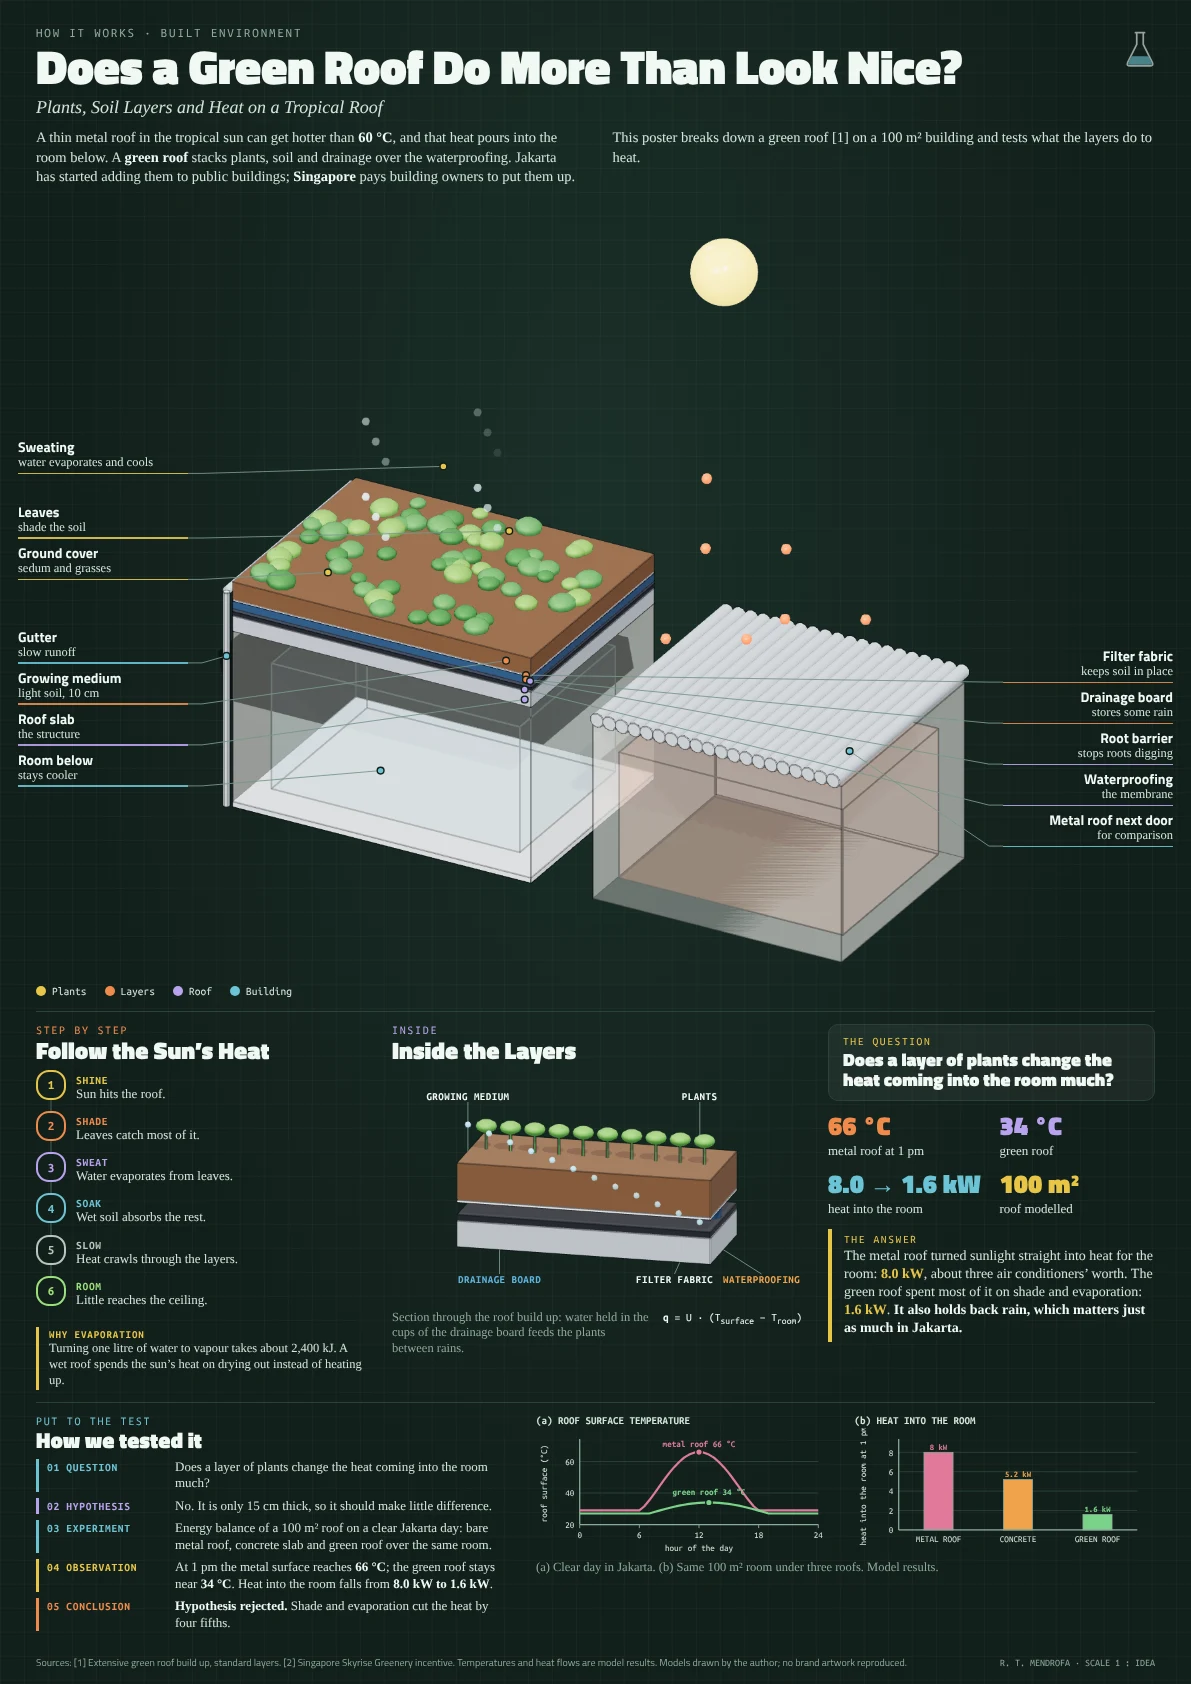 HOW IT WORKS · BUILT ENVIRONMENT
Does a Green Roof Do More Than Look Nice?
Plants, Soil Layers and Heat on a Tropical Roof
A thin metal roof in the tropical sun can get hotter than 60 °C, and that heat pours into the
room below. A green roof stacks plants, soil and drainage over the waterproofing. Jakarta
has started adding them to public buildings; Singapore pays building owners to put them up.
This poster breaks down a green roof [1] on a 100 m² building and tests what the layers do to
heat.
Sweating
water evaporates and cools
Leaves
shade the soil
Ground cover
sedum and grasses
Gutter
slow runoff
Growing medium
light soil, 10 cm
Roof slab
the structure
Room below
stays cooler
Filter fabric
keeps soil in place
Drainage board
stores some rain
Root barrier
stops roots digging
Waterproofing
the membrane
Metal roof next door
for comparison
Plants
Layers
Roof
Building
STEP BY STEP
Follow the Sun’s Heat
1
SHINE
Sun hits the roof.
2
SHADE
Leaves catch most of it.
3
SWEAT
Water evaporates from leaves.
4
SOAK
Wet soil absorbs the rest.
5
SLOW
Heat crawls through the layers.
6
ROOM
Little reaches the ceiling.
WHY EVAPORATION
Turning one litre of water to vapour takes about 2,400 kJ. A
wet roof spends the sun’s heat on drying out instead of heating
up.
INSIDE
Inside the Layers
GROWING MEDIUM
PLANTS
DRAINAGE BOARD
FILTER FABRIC
WATERPROOFING
Section through the roof build up: water held in the
cups of the drainage board feeds the plants
between rains.
q = U · (Tsurface − Troom)
THE QUESTION
Does a layer of plants change the
heat coming into the room much?
66 °C
metal roof at 1 pm
34 °C
green roof
8.0 → 1.6 kW
heat into the room
100 m²
roof modelled
THE ANSWER
The metal roof turned sunlight straight into heat for the
room: 8.0 kW, about three air conditioners’ worth. The
green roof spent most of it on shade and evaporation:
1.6 kW. It also holds back rain, which matters just
as much in Jakarta.
PUT TO THE TEST
How we tested it
01 QUESTION
Does a layer of plants change the heat coming into the room
much?
02 HYPOTHESIS
No. It is only 15 cm thick, so it should make little difference.
03 EXPERIMENT
Energy balance of a 100 m² roof on a clear Jakarta day: bare
metal roof, concrete slab and green roof over the same room.
04 OBSERVATION
At 1 pm the metal surface reaches 66 °C; the green roof stays
near 34 °C. Heat into the room falls from 8.0 kW to 1.6 kW.
05 CONCLUSION
Hypothesis rejected. Shade and evaporation cut the heat by
four fifths.
(a) ROOF SURFACE TEMPERATURE
roof surface (°C)
60
40
20
metal roof 66 °C
green roof 34 °C
0
6
12
18
24
hour of the day
(b) HEAT INTO THE ROOM
heat into the room at 1 pm
8
6
4
2
0
8 kW
5.2 kW
1.6 kW
METAL ROOF
CONCRETE
GREEN ROOF
(a) Clear day in Jakarta. (b) Same 100 m² room under three roofs. Model results.
Sources: [1] Extensive green roof build up, standard layers. [2] Singapore Skyrise Greenery incentive. Temperatures and heat flows are model results. Models drawn by the author; no brand artwork reproduced.
R. T. MENDROFA · SCALE 1 : IDEA